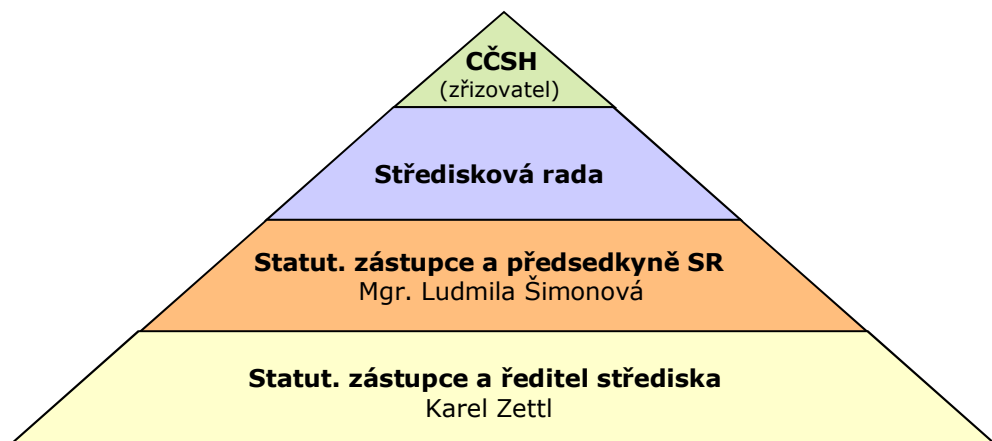 CČSH
(zřizovatel)
Středisková rada
Statut. zástupce a předsedkyně SR
Mgr. Ludmila Šimonová
Statut. zástupce a ředitel střediska
Karel Zettl